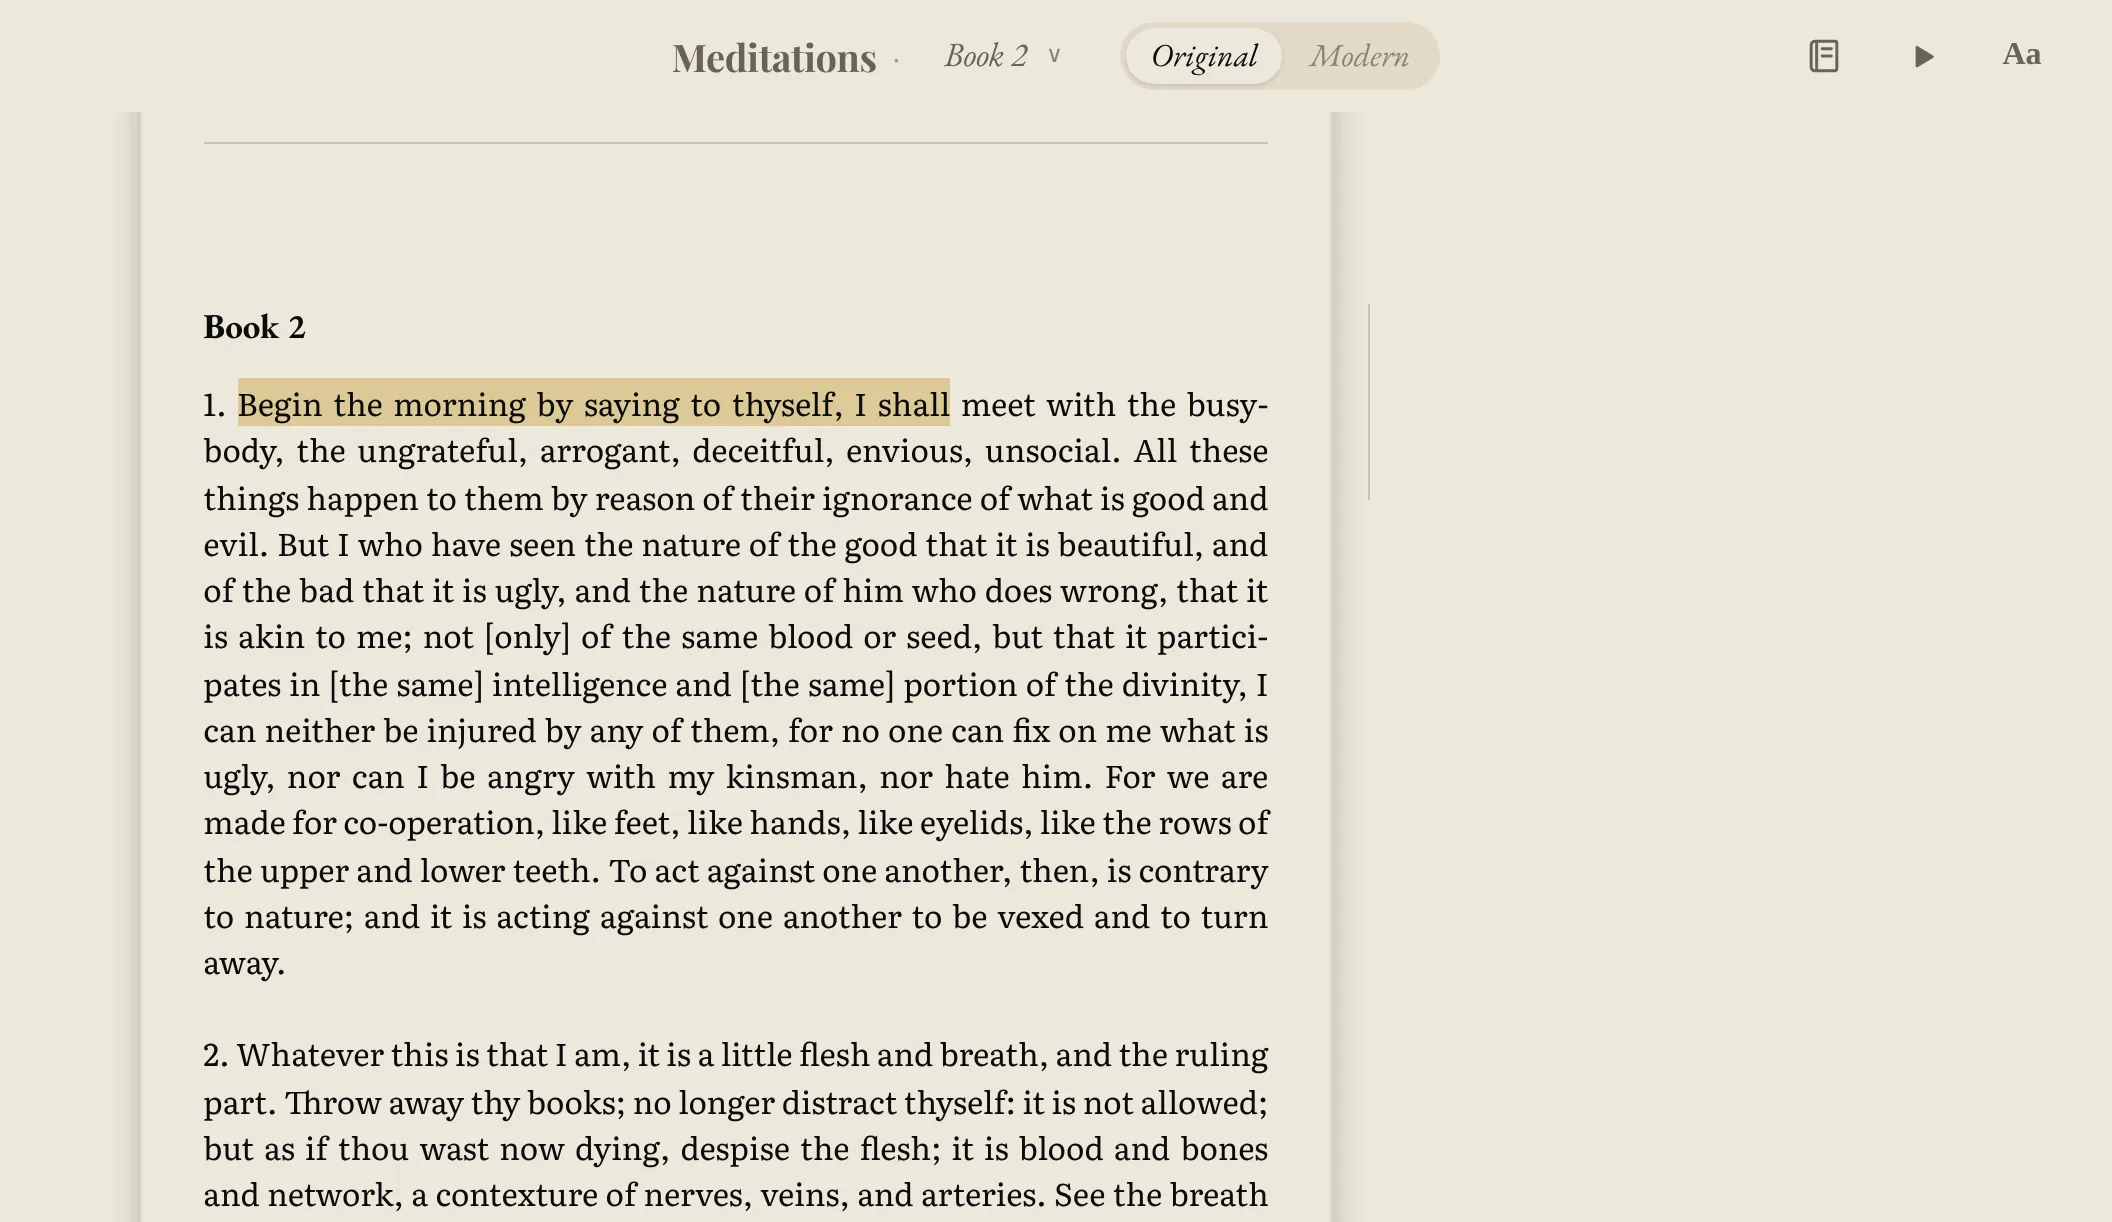 Meditations · Book 2 ∨ Original Modern Aa
Book 2
1. Begin the morning by saying to thyself, I shall meet with the busy-
body, the ungrateful, arrogant, deceitful, envious, unsocial. All these
things happen to them by reason of their ignorance of what is good and
evil. But I who have seen the nature of the good that it is beautiful, and
of the bad that it is ugly, and the nature of him who does wrong, that it
is akin to me; not [only] of the same blood or seed, but that it partici-
pates in [the same] intelligence and [the same] portion of the divinity, I
can neither be injured by any of them, for no one can fix on me what is
ugly, nor can I be angry with my kinsman, nor hate him. For we are
made for co-operation, like feet, like hands, like eyelids, like the rows of
the upper and lower teeth. To act against one another, then, is contrary
to nature; and it is acting against one another to be vexed and to turn
away.
2. Whatever this is that I am, it is a little flesh and breath, and the ruling
part. Throw away thy books; no longer distract thyself: it is not allowed;
but as if thou wast now dying, despise the flesh; it is blood and bones
and network, a contexture of nerves, veins, and arteries. See the breath